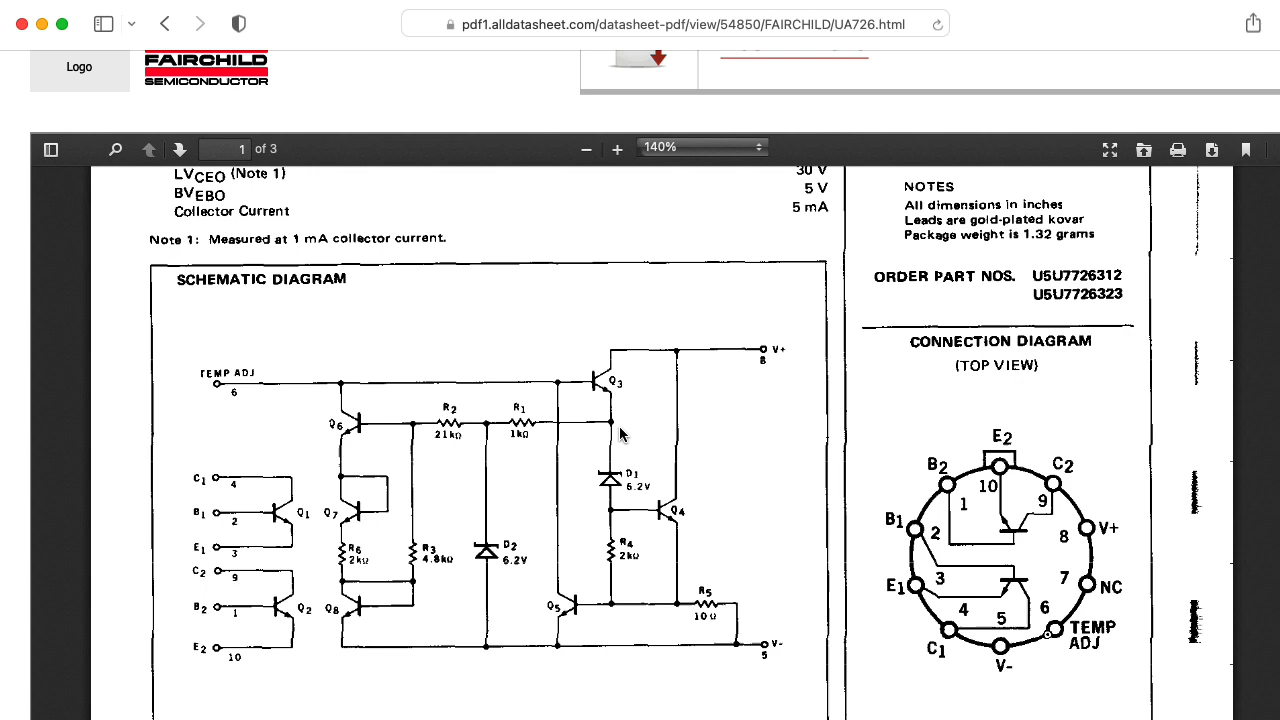 pdf1.alldatasheet.com/datasheet-pdf/view/54850/FAIRCHILD/UA726.html
Logo
FAIRCHILD
SEMICONDUCTOR
1 of 3
140%
LVCEO (Note 1) 30 V
BVEBO 5 V
Collector Current 5 mA
Note 1: Measured at 1 mA collector current.
NOTES
All dimensions in inches
Leads are gold-plated kovar
Package weight is 1.32 grams
ORDER PART NOS. U5U7726312
U5U7726323
SCHEMATIC DIAGRAM
V+
8
TEMP ADJ
6
Q3
R2
21kΩ
R1
1kΩ
Q6
D1
6.2V
C1
4
B1
2
Q1
Q7
Q4
E1
3
R6
2kΩ
R3
4.8kΩ
D2
6.2V
R4
2kΩ
C2
9
B2
1
Q2
Q8
Q5
R5
10Ω
E2
10
V-
5
CONNECTION DIAGRAM
(TOP VIEW)
E2
B2
C2
10
1
9
B1
2
8
V+
E1
3
7
NC
4
5
6
TEMP
ADJ
C1
V-